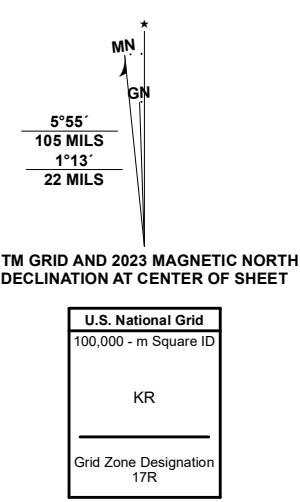 ★
MN
GN
5°55´
105 MILS
1°13´
22 MILS
TM GRID AND 2023 MAGNETIC NORTH
DECLINATION AT CENTER OF SHEET
U.S. National Grid
100,000 - m Square ID
KR
Grid Zone Designation
17R